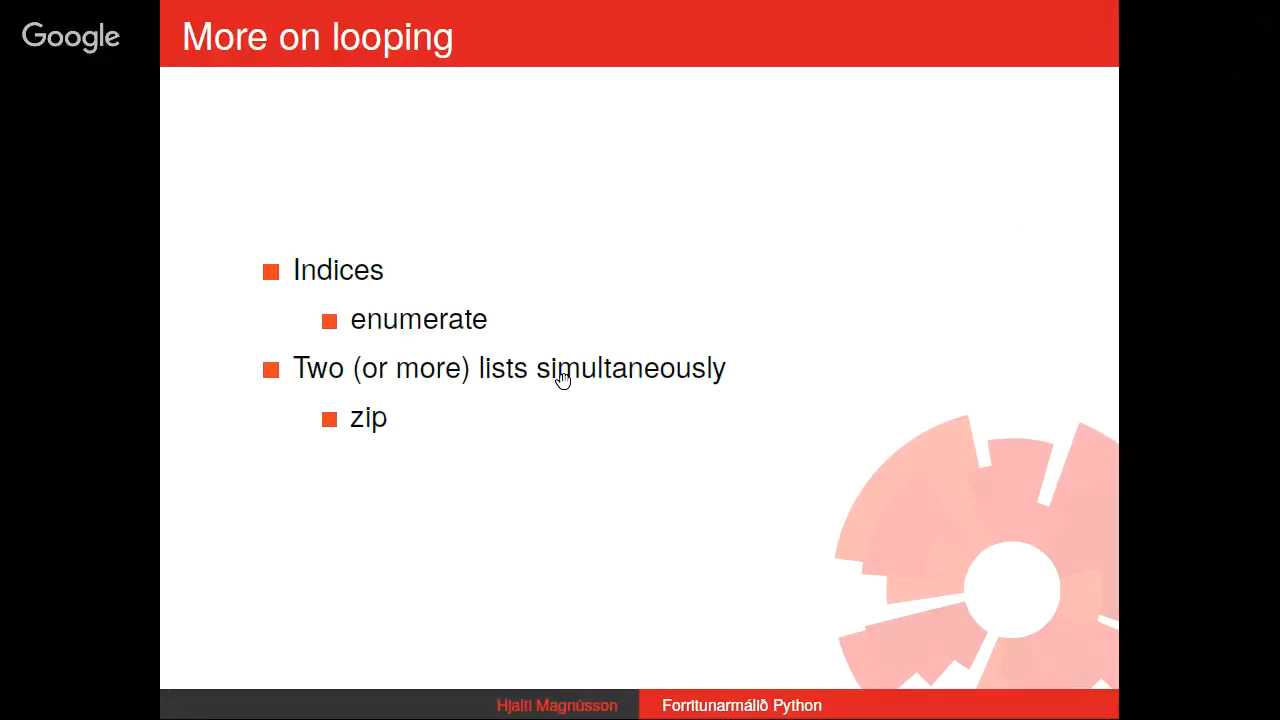 Google
More on looping
Indices
enumerate
Two (or more) lists simultaneously
zip
Hjalti Magnússon
Forritunarmálið Python